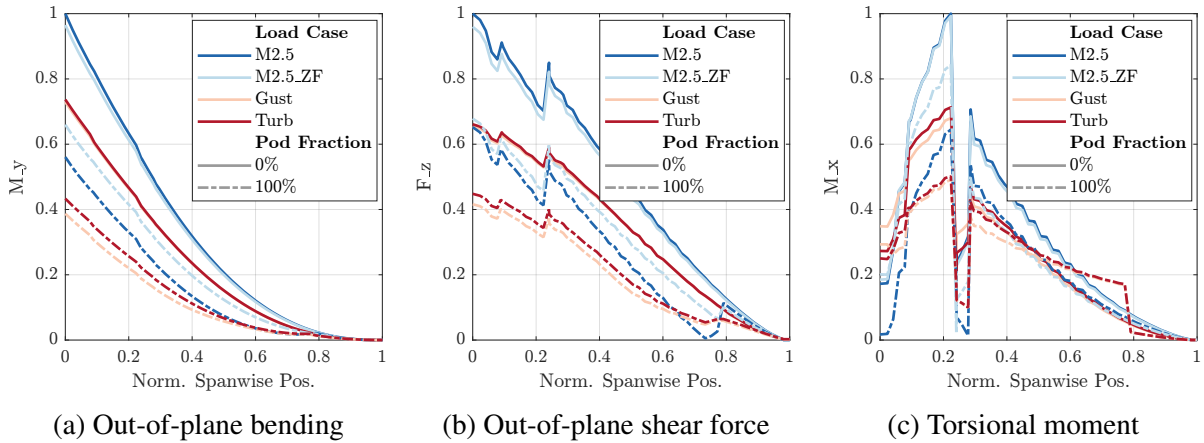 1
0.8
0.6
0.4
0.2
0
M_y
0 0.2 0.4 0.6 0.8 1
Norm. Spanwise Pos.
Load Case
M2.5
M2.5_ZF
Gust
Turb
Pod Fraction
0%
100%
(a) Out-of-plane bending
1
0.8
0.6
0.4
0.2
0
F_z
0 0.2 0.4 0.6 0.8 1
Norm. Spanwise Pos.
Load Case
M2.5
M2.5_ZF
Gust
Turb
Pod Fraction
0%
100%
(b) Out-of-plane shear force
1
0.8
0.6
0.4
0.2
0
M_x
0 0.2 0.4 0.6 0.8 1
Norm. Spanwise Pos.
Load Case
M2.5
M2.5_ZF
Gust
Turb
Pod Fraction
0%
100%
(c) Torsional moment